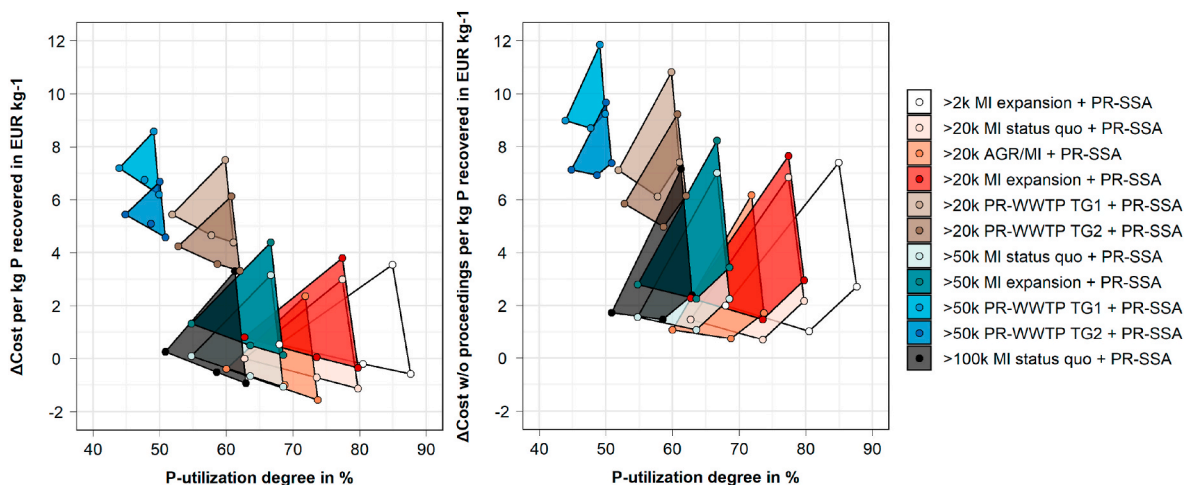 ΔCost per kg P recovered in EUR kg-1
12
10
8
6
4
2
0
-2
40 50 60 70 80 90
P-utilization degree in %
ΔCost w/o proceedings per kg P recovered in EUR kg-1
12
10
8
6
4
2
0
-2
40 50 60 70 80 90
P-utilization degree in %
>2k MI expansion + PR-SSA
>20k MI status quo + PR-SSA
>20k AGR/MI + PR-SSA
>20k MI expansion + PR-SSA
>20k PR-WWTP TG1 + PR-SSA
>20k PR-WWTP TG2 + PR-SSA
>50k MI status quo + PR-SSA
>50k MI expansion + PR-SSA
>50k PR-WWTP TG1 + PR-SSA
>50k PR-WWTP TG2 + PR-SSA
>100k MI status quo + PR-SSA